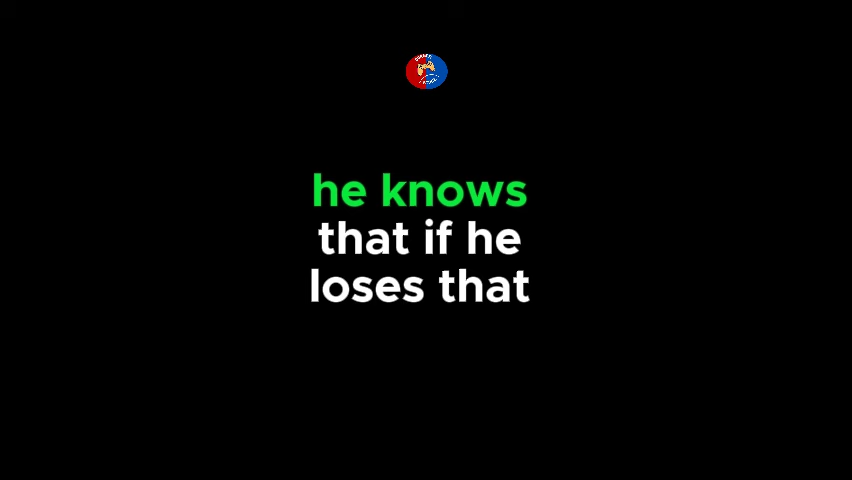 he knows
that if he
loses that